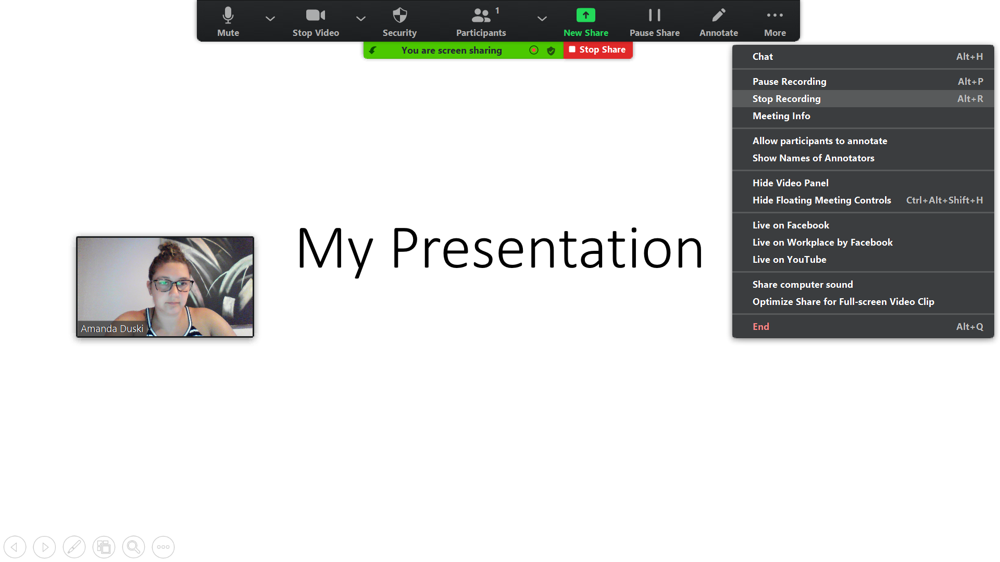 Mute
Stop Video
Security
Participants
1
New Share
Pause Share
Annotate
More
You are screen sharing
Stop Share
Chat Alt+H
Pause Recording Alt+P
Stop Recording Alt+R
Meeting Info
Allow participants to annotate
Show Names of Annotators
Hide Video Panel
Hide Floating Meeting Controls Ctrl+Alt+Shift+H
Live on Facebook
Live on Workplace by Facebook
Live on YouTube
Share computer sound
Optimize Share for Full-screen Video Clip
End Alt+Q
My Presentation
Amanda Duski